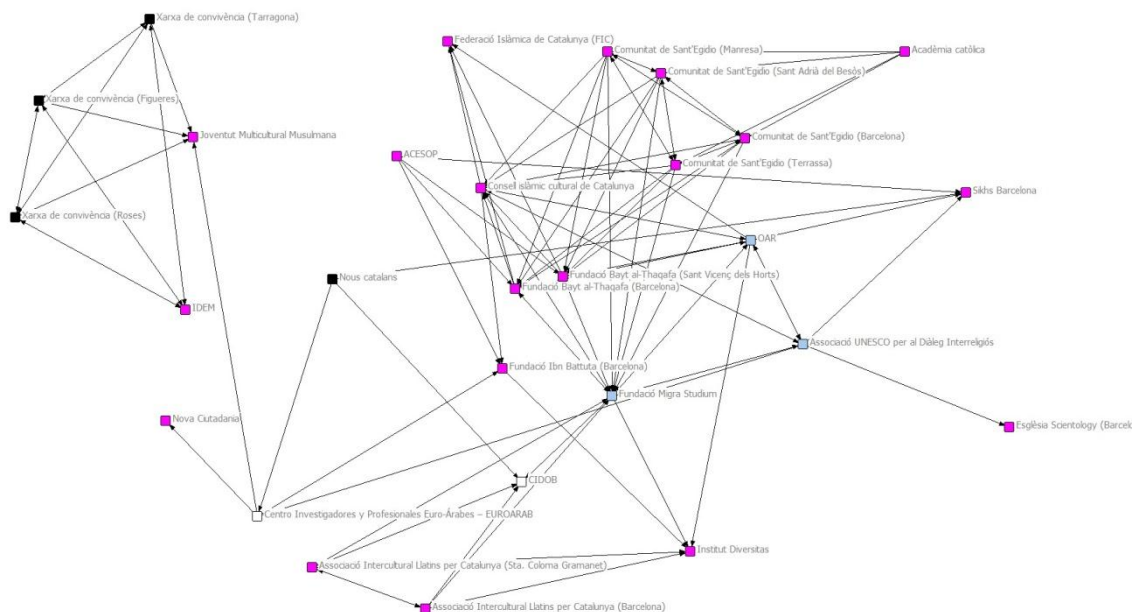 Xarxa de convivència (Tarragona)
Federació Islàmica de Catalunya (FIC)
Comunitat de Sant'Egidio (Manresa)
Acadèmia catòlica
Comunitat de Sant'Egidio (Sant Adrià del Besòs)
Xarxa de convivència (Figueres)
Joventut Multicultural Musulmana
Comunitat de Sant'Egidio (Barcelona)
ACESOP
Comunitat de Sant'Egidio (Terrassa)
Consell islàmic cultural de Catalunya
Sikhs Barcelona
Xarxa de convivència (Roses)
OAR
Nous catalans
Fundació Bayt al-Thaqafa (Sant Vicenç dels Horts)
Fundació Bayt al-Thaqafa (Barcelona)
IDEM
Associació UNESCO per al Diàleg Interreligiós
Fundació Ibn Battuta (Barcelona)
Fundació Migra Studium
Nova Ciutadania
Església Scientology (Barcel
CIDOB
Centro Investigadores y Profesionales Euro-Árabes – EUROARAB
Institut Diversitas
Associació Intercultural Llatins per Catalunya (Sta. Coloma Gramanet)
Associació Intercultural Llatins per Catalunya (Barcelona)